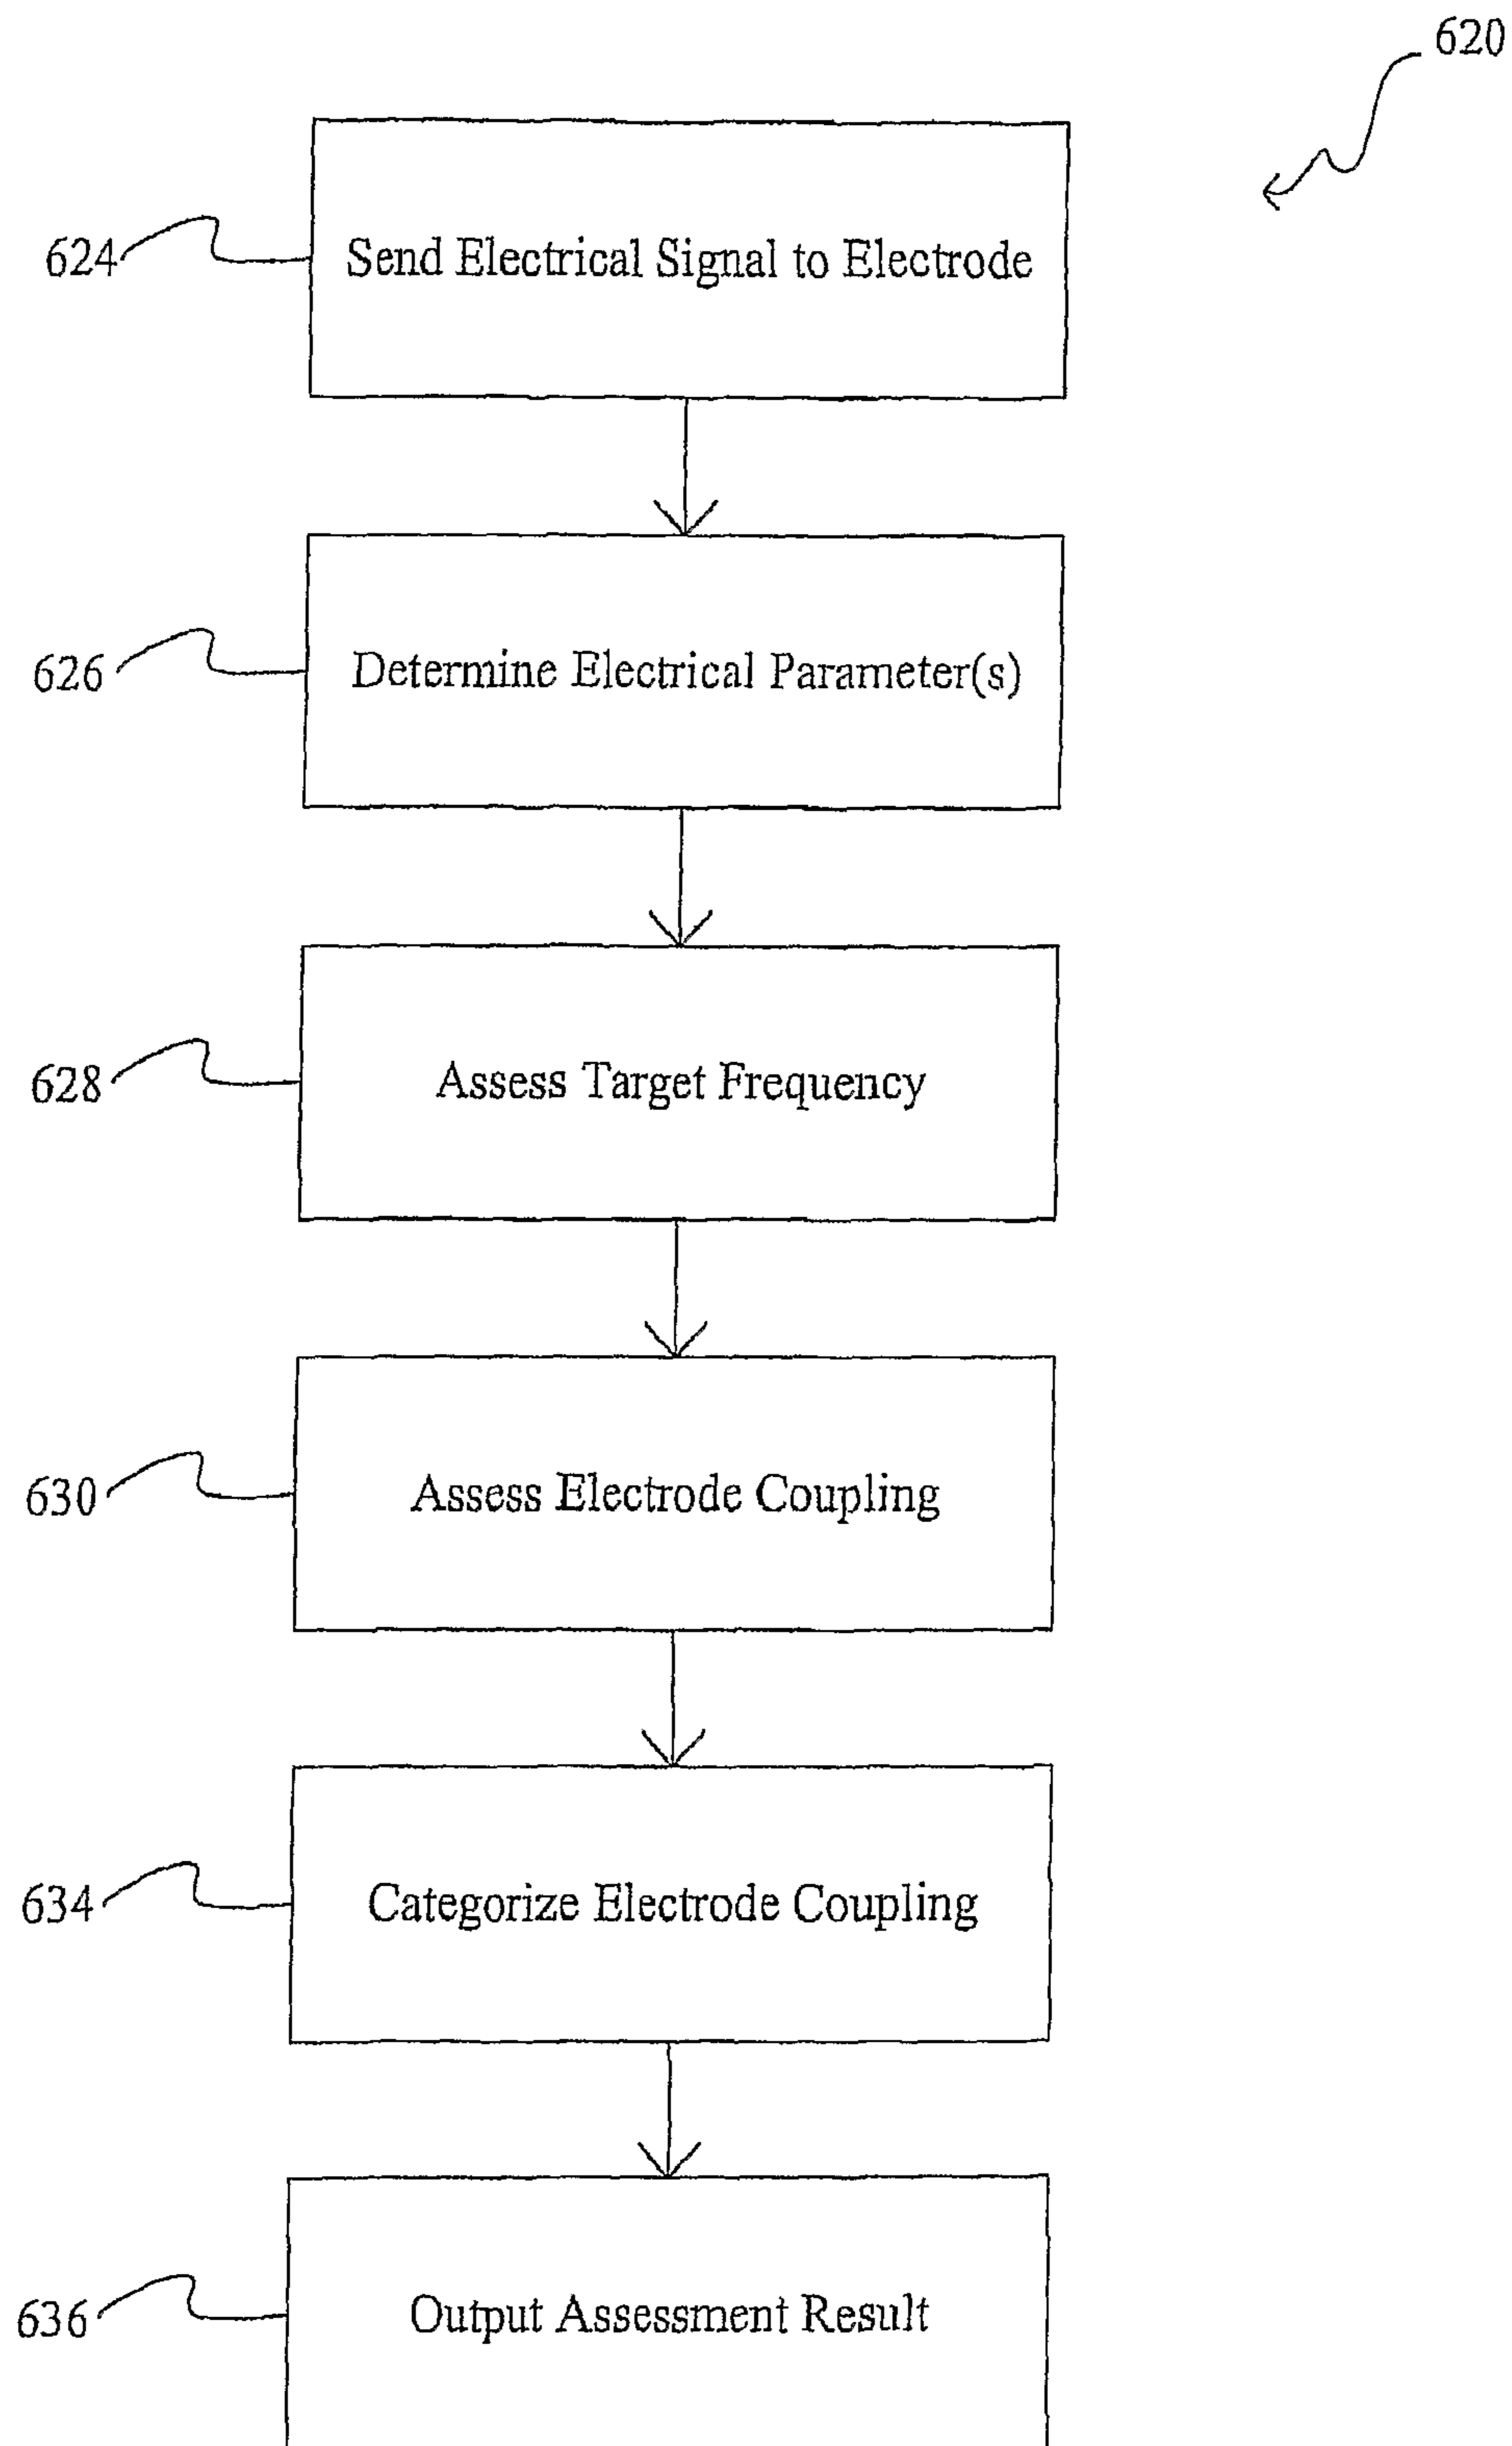 620
624 Send Electrical Signal to Electrode
626 Determine Electrical Parameter(s)
628 Assess Target Frequency
630 Assess Electrode Coupling
634 Categorize Electrode Coupling
636 Output Assessment Result